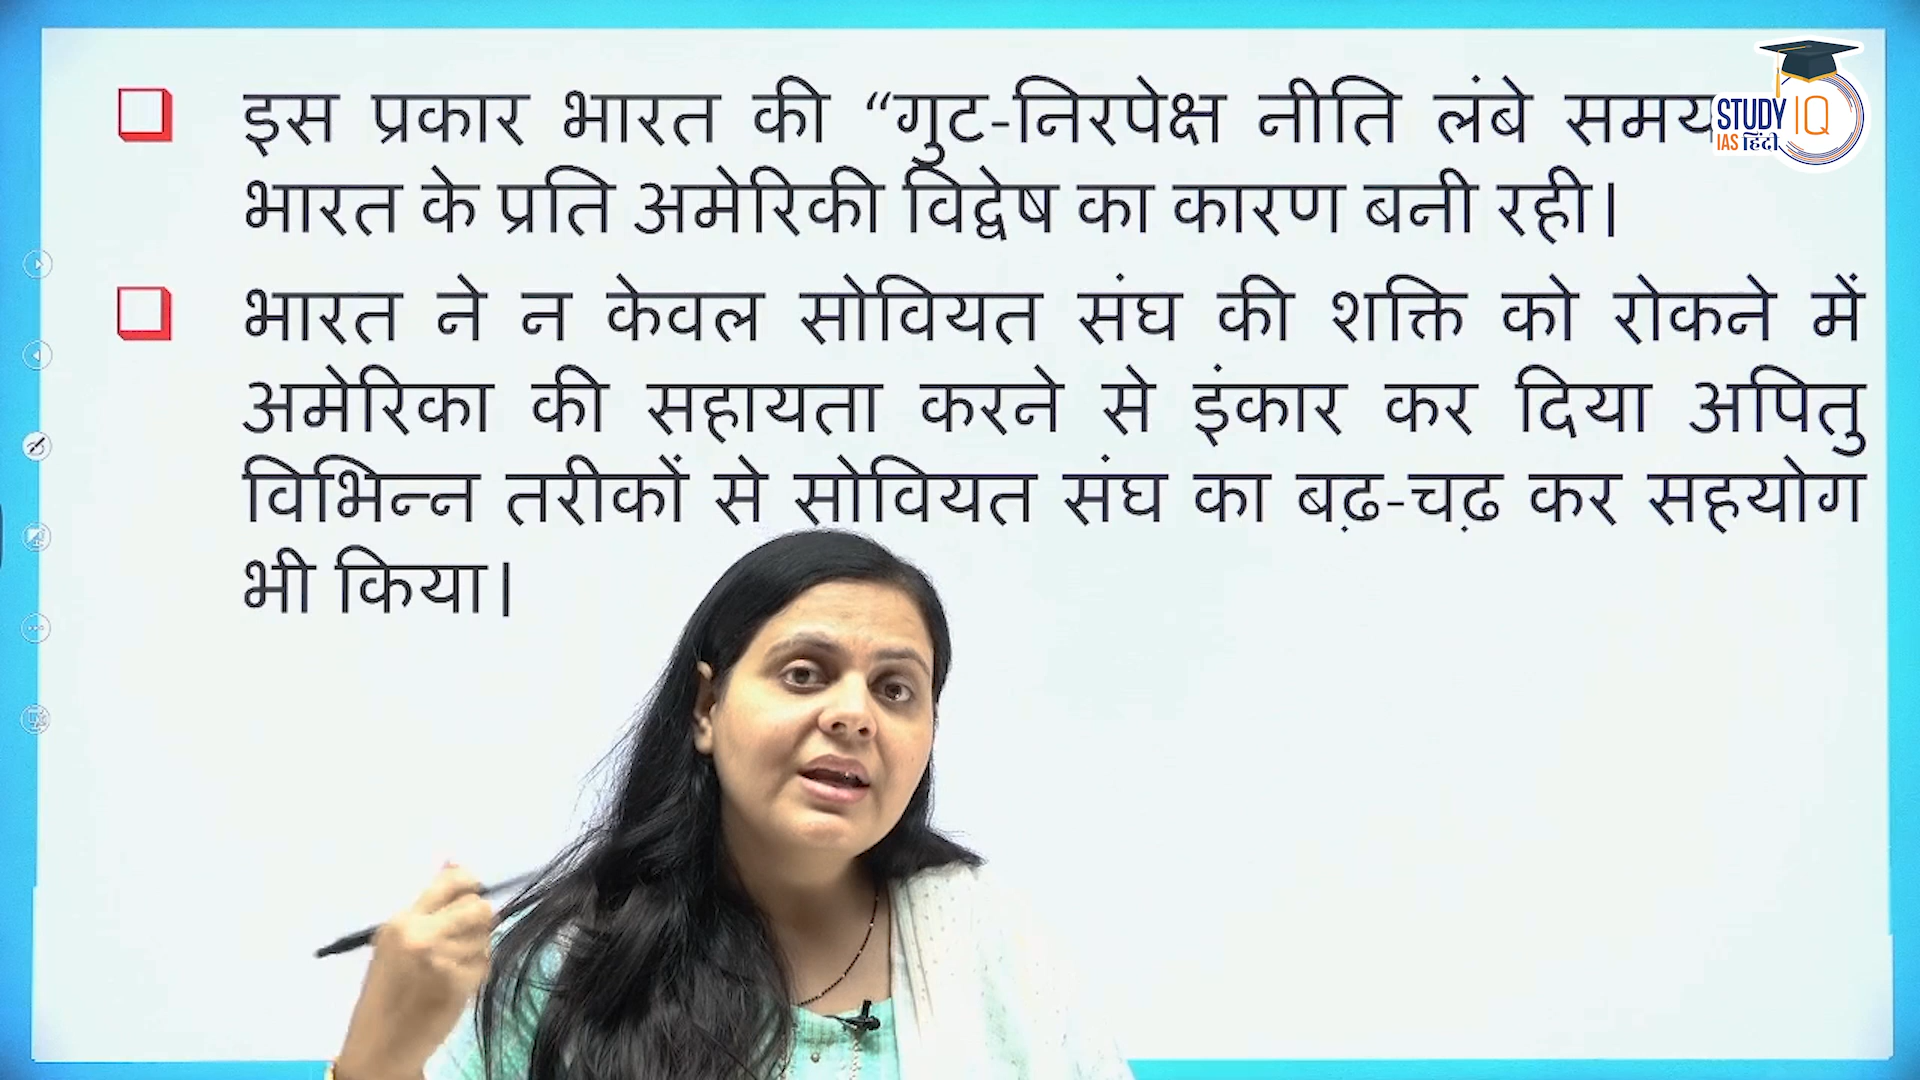 इस प्रकार भारत की “गुट-निरपेक्ष नीति लंबे समय
भारत के प्रति अमेरिकी विद्वेष का कारण बनी रही।
भारत ने न केवल सोवियत संघ की शक्ति को रोकने में
अमेरिका की सहायता करने से इंकार कर दिया अपितु
विभिन्न तरीकों से सोवियत संघ का बढ़-चढ़ कर सहयोग
भी किया।
STUDY IQ
IAS हिंदी